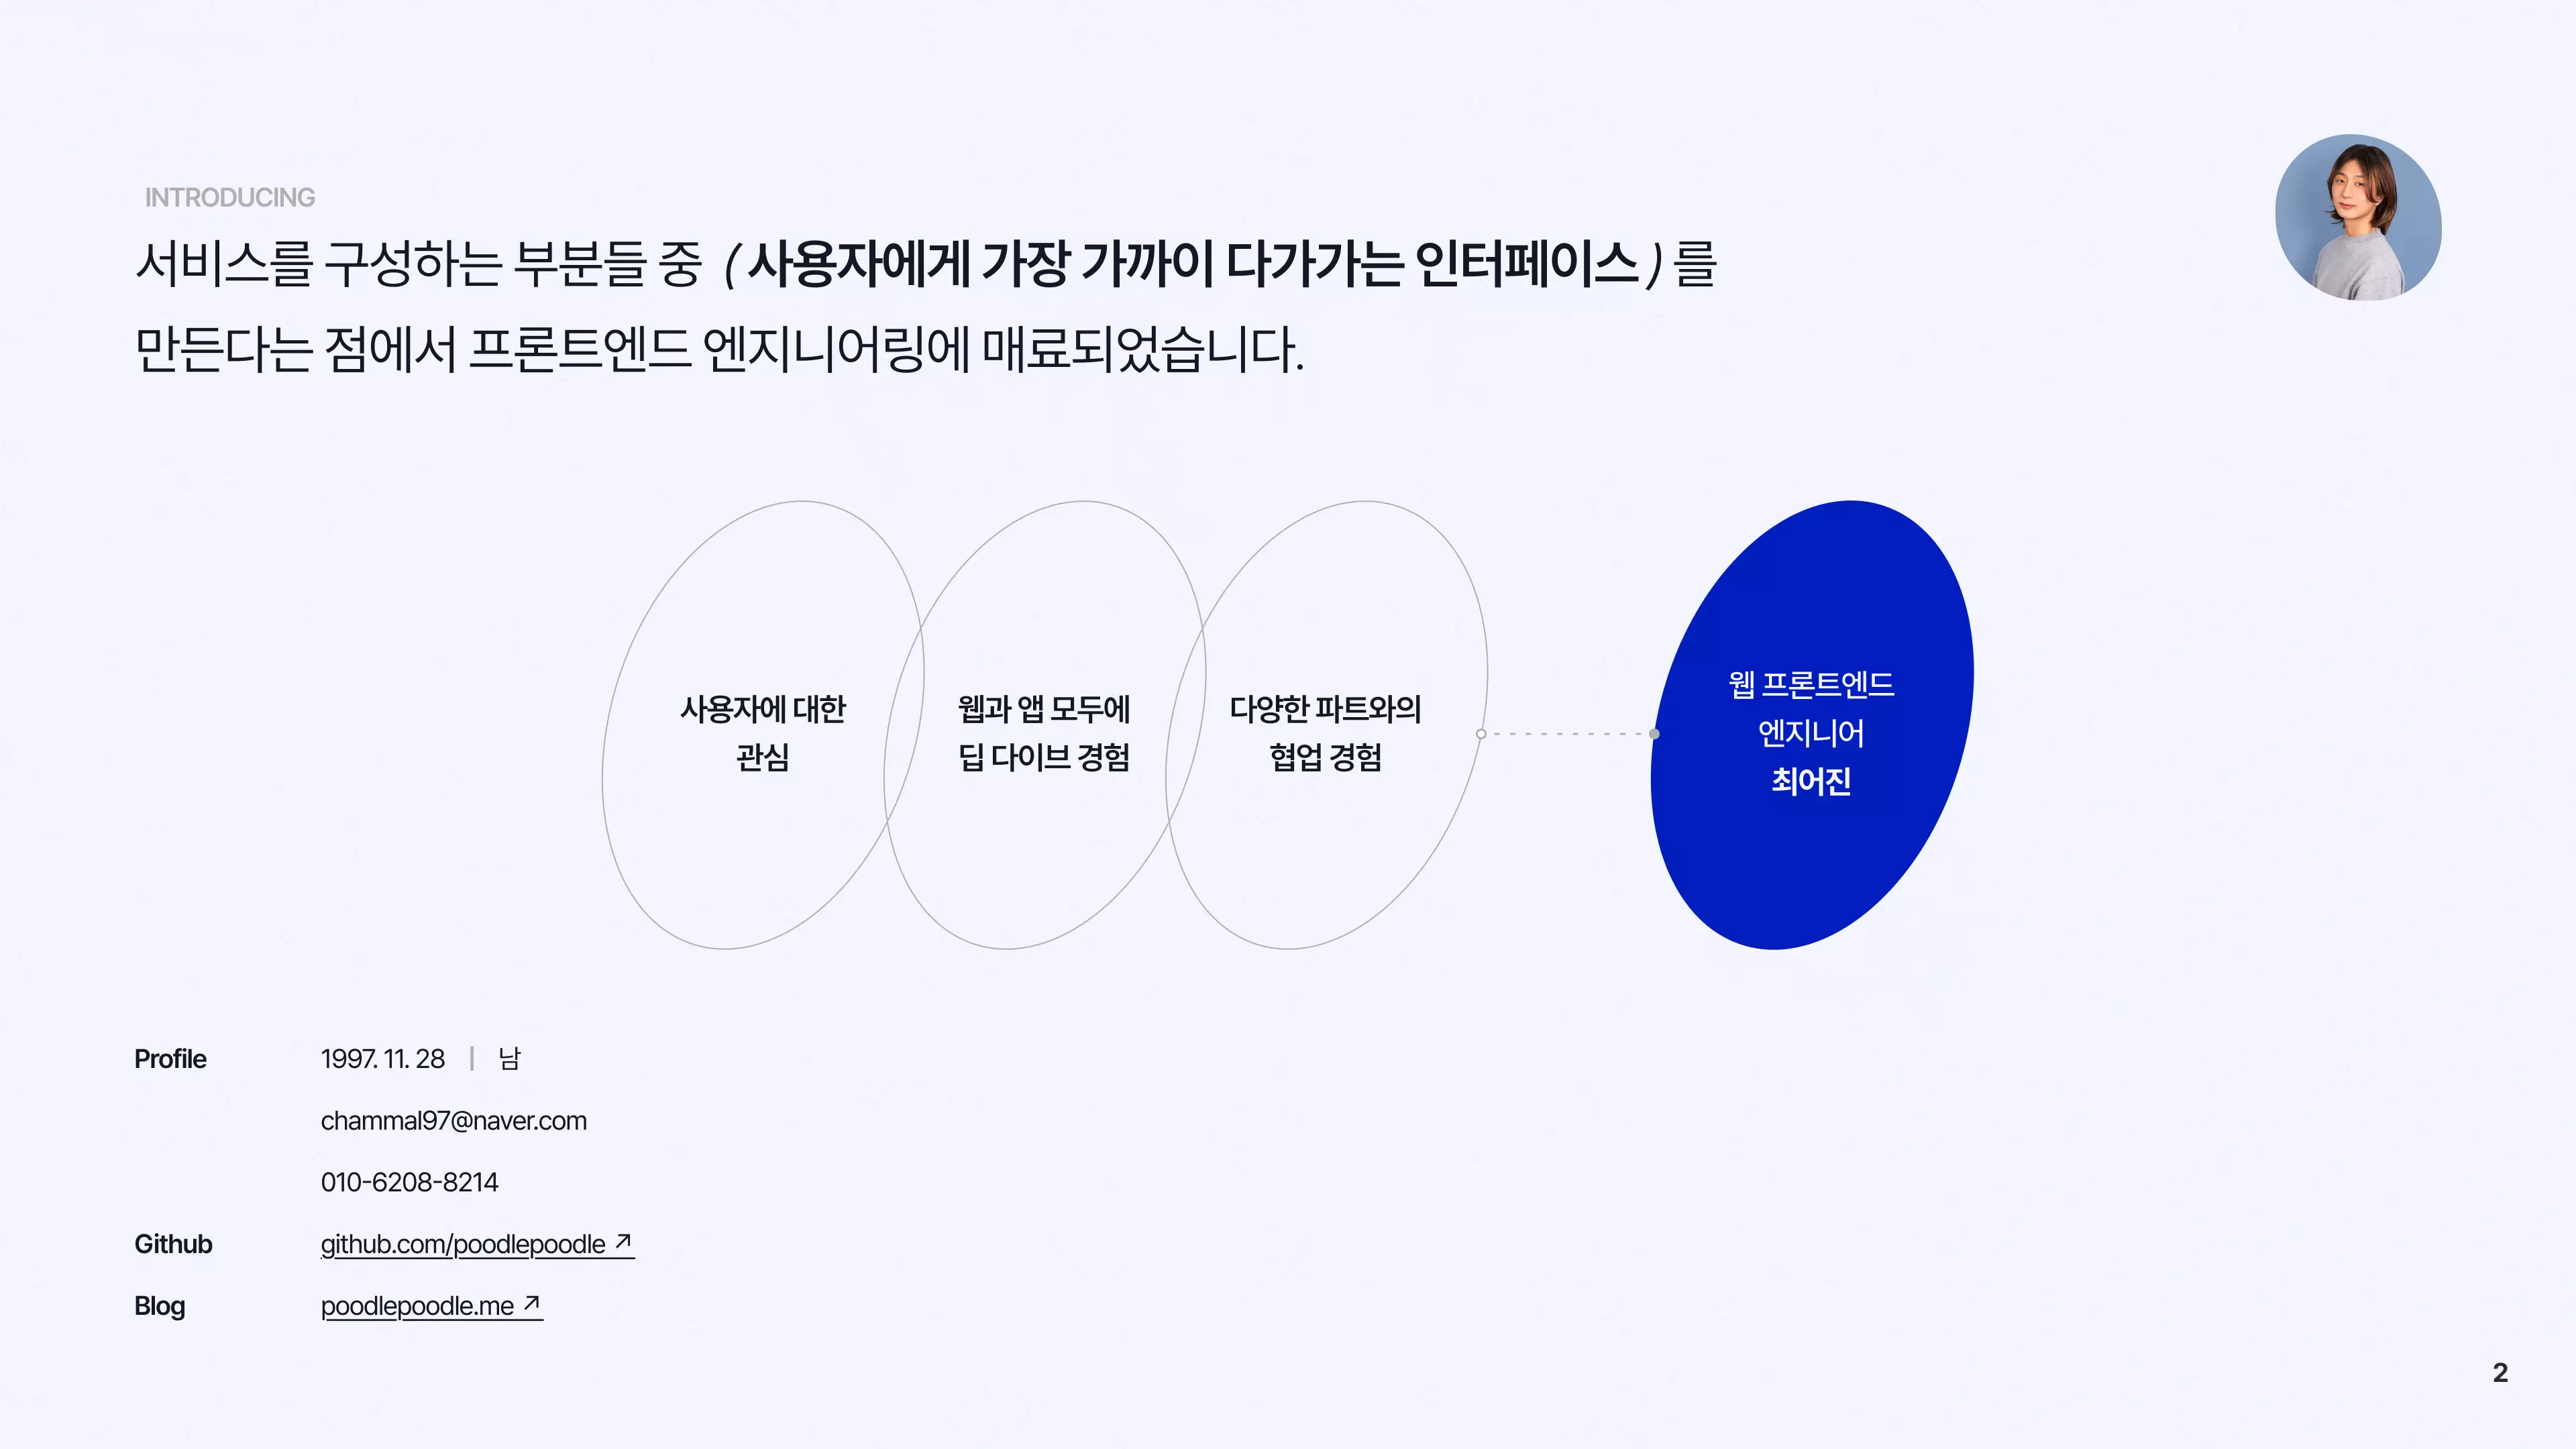 INTRODUCING
서비스를 구성하는 부분들 중 ( 사용자에게 가장 가까이 다가가는 인터페이스 ) 를
만든다는 점에서 프론트엔드 엔지니어링에 매료되었습니다.
사용자에 대한
관심
웹과 앱 모두에
딥 다이브 경험
다양한 파트와의
협업 경험
웹 프론트엔드
엔지니어
최어진
Profile 1997. 11. 28 | 남
chammal97@naver.com
010-6208-8214
Github github.com/poodlepoodle ↗
Blog poodlepoodle.me ↗
2